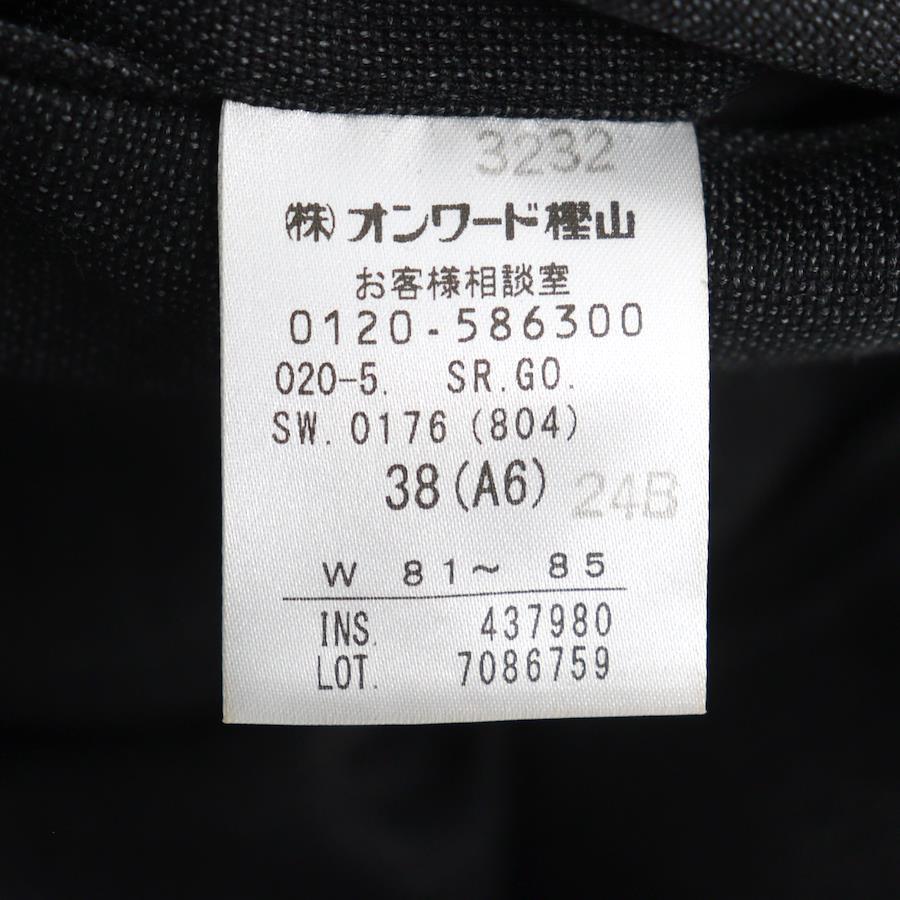 3232
㈱オンワード樫山
お客様相談室
0120-586300
020-5. SR.GO.
SW.0176(804)
38(A6) 24B
W 81～ 85
INS. 437980
LOT. 7086759